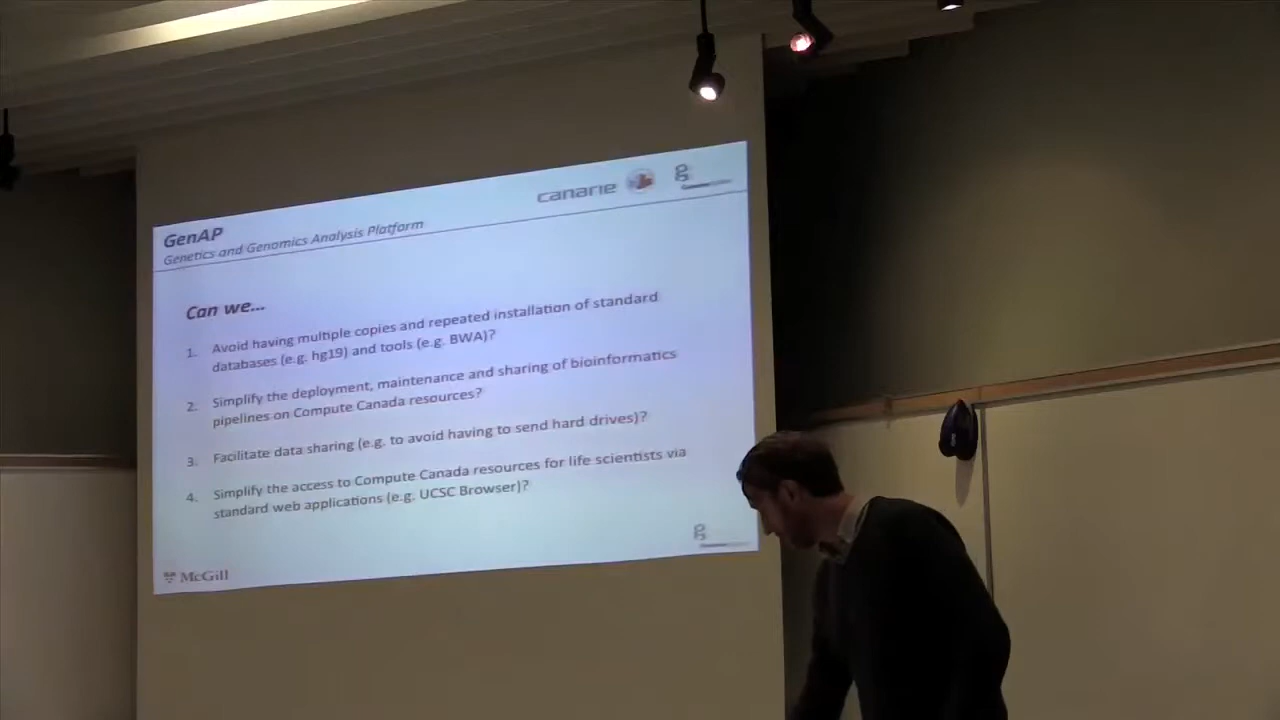 canarie
GenAP
Genetics and Genomics Analysis Platform
Can we...
1. Avoid having multiple copies and repeated installation of standard
databases (e.g. hg19) and tools (e.g. BWA)?
2. Simplify the deployment, maintenance and sharing of bioinformatics
pipelines on Compute Canada resources?
3. Facilitate data sharing (e.g. to avoid having to send hard drives)?
4. Simplify the access to Compute Canada resources for life scientists via
standard web applications (e.g. UCSC Browser)?
McGill